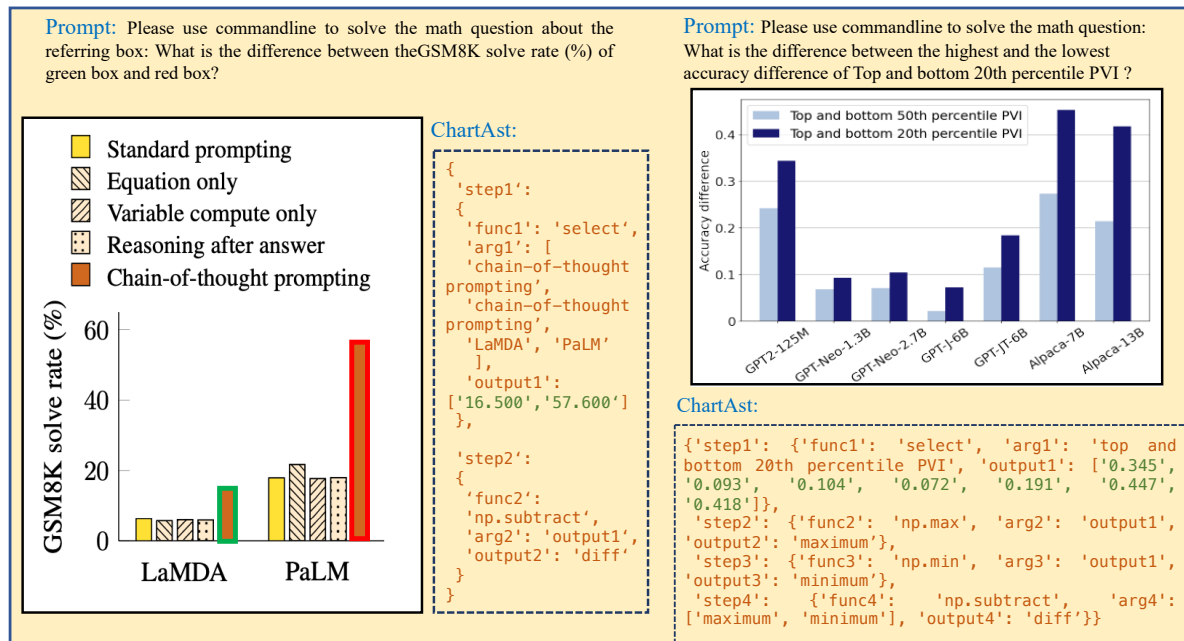 Prompt: Please use commandline to solve the math question about the
referring box: What is the difference between theGSM8K solve rate (%) of
green box and red box?
Standard prompting
Equation only
Variable compute only
Reasoning after answer
Chain-of-thought prompting
GSM8K solve rate (%)
60
40
20
0
LaMDA
PaLM
ChartAst:
{
'step1‘:
{
'func1': 'select‘,
'arg1‘: [
'chain-of-thought
prompting’,
'chain-of-thought
prompting’,
'LaMDA', 'PaLM’
],
'output1':
['16.500','57.600‘]
},
'step2‘:
{
‘func2‘:
'np.subtract‘,
'arg2': 'output1‘,
'output2': 'diff‘
}
}
Prompt: Please use commandline to solve the math question:
What is the difference between the highest and the lowest
accuracy difference of Top and bottom 20th percentile PVI ?
Top and bottom 50th percentile PVI
Top and bottom 20th percentile PVI
Accuracy difference
0.4
0.3
0.2
0.1
0
GPT2-125M
GPT-Neo-1.3B
GPT-Neo-2.7B
GPT-J-6B
GPT-JT-6B
Alpaca-7B
Alpaca-13B
ChartAst:
{'step1': {'func1': 'select', 'arg1': 'top and
bottom 20th percentile PVI', 'output1': ['0.345',
'0.093', '0.104', '0.072', '0.191', '0.447',
'0.418']},
'step2': {'func2': 'np.max', 'arg2': 'output1',
'output2': 'maximum’},
'step3': {'func3': 'np.min', 'arg3': 'output1',
'output3': 'minimum’},
'step4': {'func4': 'np.subtract', 'arg4':
['maximum', 'minimum'], 'output4': 'diff’}}